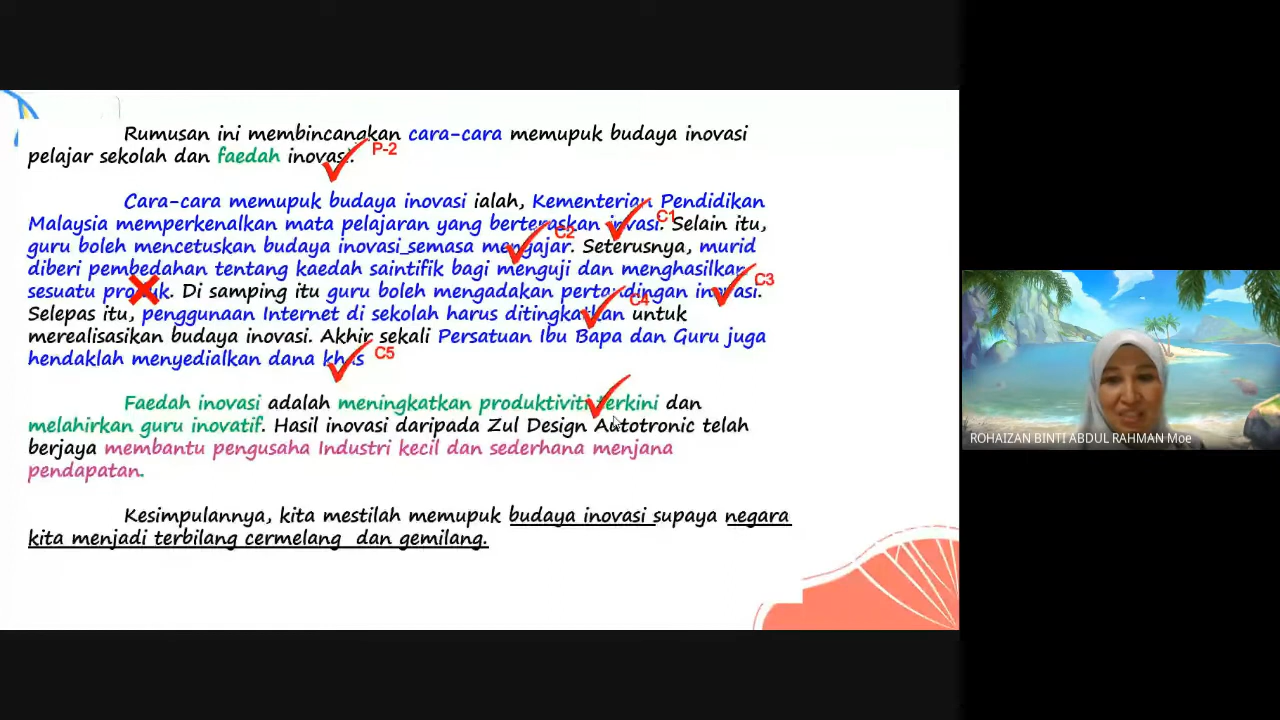 Rumusan ini membincangkan cara-cara memupuk budaya inovasi
pelajar sekolah dan faedah inovasi.
P-2
Cara-cara memupuk budaya inovasi ialah, Kementerian Pendidikan
Malaysia memperkenalkan mata pelajaran yang berteraskan invasi. Selain itu,
C1
guru boleh mencetuskan budaya inovasi semasa mengajar. Seterusnya, murid
C2
diberi pembedahan tentang kaedah saintifik bagi menguji dan menghasilkan
sesuatu produk. Di samping itu guru boleh mengadakan pertandingan inovasi.
C3
Selepas itu, penggunaan Internet di sekolah harus ditingkatkan untuk
C4
merealisasikan budaya inovasi. Akhir sekali Persatuan Ibu Bapa dan Guru juga
hendaklah menyedialkan dana khas
C5
Faedah inovasi adalah meningkatkan produktiviti terkini dan
melahirkan guru inovatif. Hasil inovasi daripada Zul Design Autotronic telah
berjaya membantu pengusaha Industri kecil dan sederhana menjana
pendapatan.
Kesimpulannya, kita mestilah memupuk budaya inovasi supaya negara
kita menjadi terbilang cermelang dan gemilang.
ROHAIZAN BINTI ABDUL RAHMAN Moe